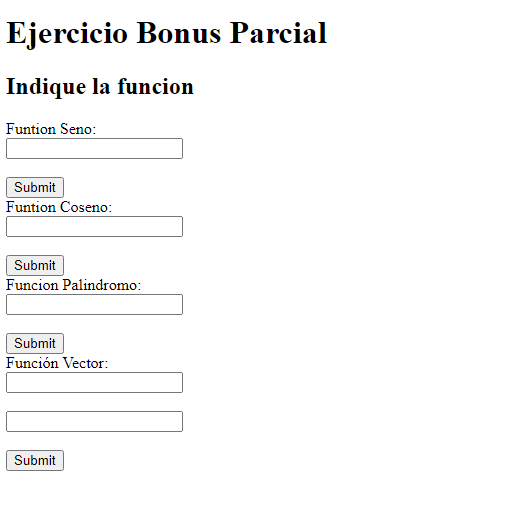 Ejercicio Bonus Parcial
Indique la funcion
Funtion Seno:
Submit
Funtion Coseno:
Submit
Funcion Palindromo:
Submit
Función Vector:
Submit